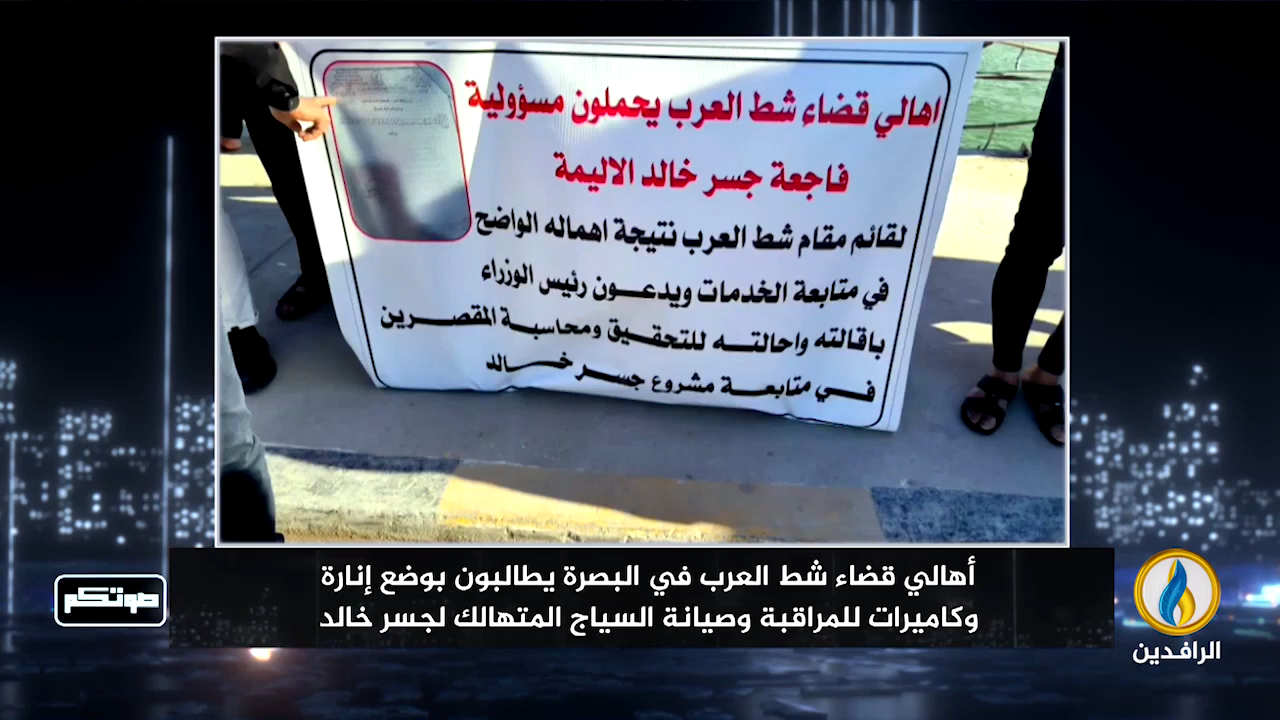 اهالي قضاء شط العرب يحملون مسؤولية
فاجعة جسر خالد الاليمة
لقائم مقام شط العرب نتيجة اهماله الواضح
في متابعة الخدمات ويدعون رئيس الوزراء
باقالته واحالته للتحقيق ومحاسبة المقصرين
في متابعة مشروع جسر خالد
أهالي قضاء شط العرب في البصرة يطالبون بوضع إنارة
وكاميرات للمراقبة وصيانة السياج المتهالك لجسر خالد
صوتكم
الرافدين